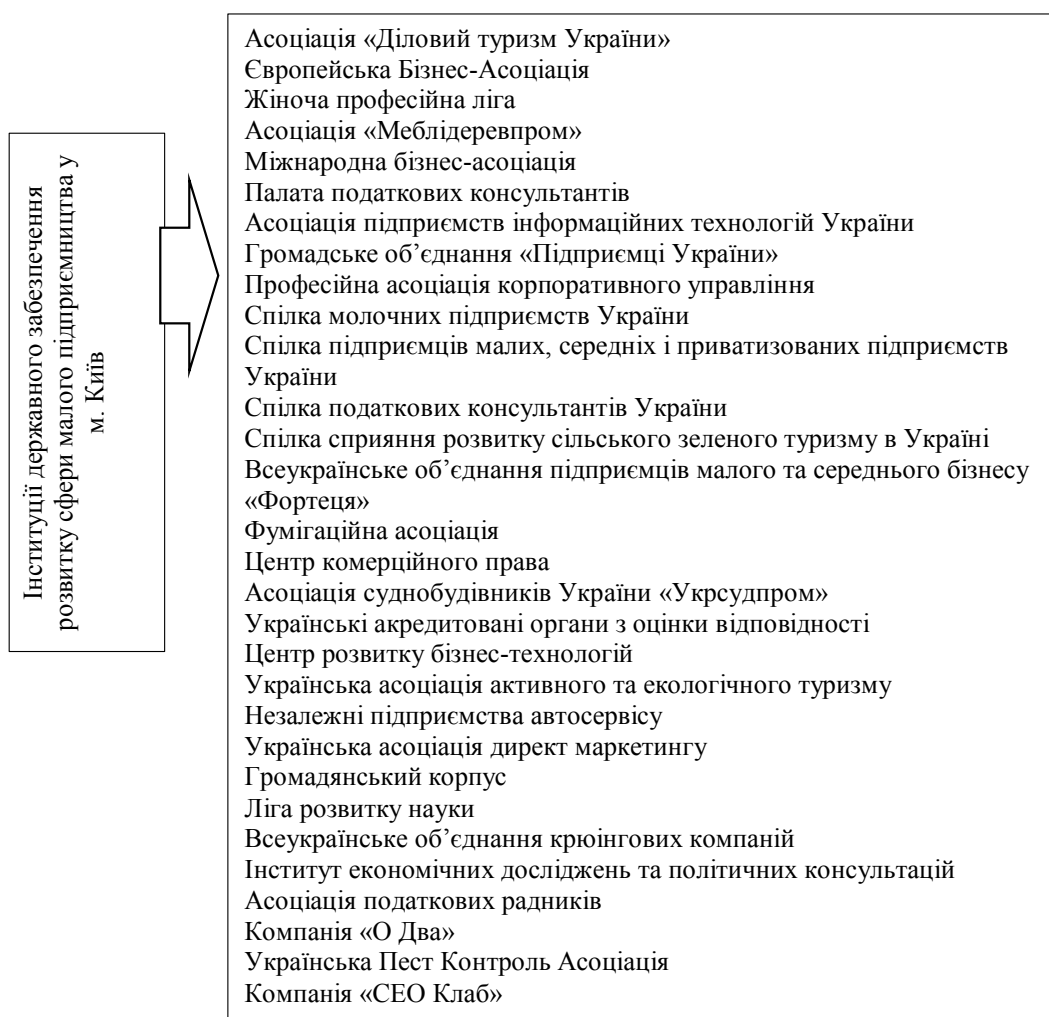 Інституції державного забезпечення
розвитку сфери малого підприємництва у
м. Київ
Асоціація «Діловий туризм України»
Європейська Бізнес-Асоціація
Жіноча професійна ліга
Асоціація «Меблідеревпром»
Міжнародна бізнес-асоціація
Палата податкових консультантів
Асоціація підприємств інформаційних технологій України
Громадське об’єднання «Підприємці України»
Професійна асоціація корпоративного управління
Спілка молочних підприємств України
Спілка підприємців малих, середніх і приватизованих підприємств
України
Спілка податкових консультантів України
Спілка сприяння розвитку сільського зеленого туризму в Україні
Всеукраїнське об’єднання підприємців малого та середнього бізнесу
«Фортеця»
Фумігаційна асоціація
Центр комерційного права
Асоціація суднобудівників України «Укрсудпром»
Українські акредитовані органи з оцінки відповідності
Центр розвитку бізнес-технологій
Українська асоціація активного та екологічного туризму
Незалежні підприємства автосервісу
Українська асоціація директ маркетингу
Громадянський корпус
Ліга розвитку науки
Всеукраїнське об’єднання крюінгових компаній
Інститут економічних досліджень та політичних консультацій
Асоціація податкових радників
Компанія «О Два»
Українська Пест Контроль Асоціація
Компанія «СЕО Клаб»